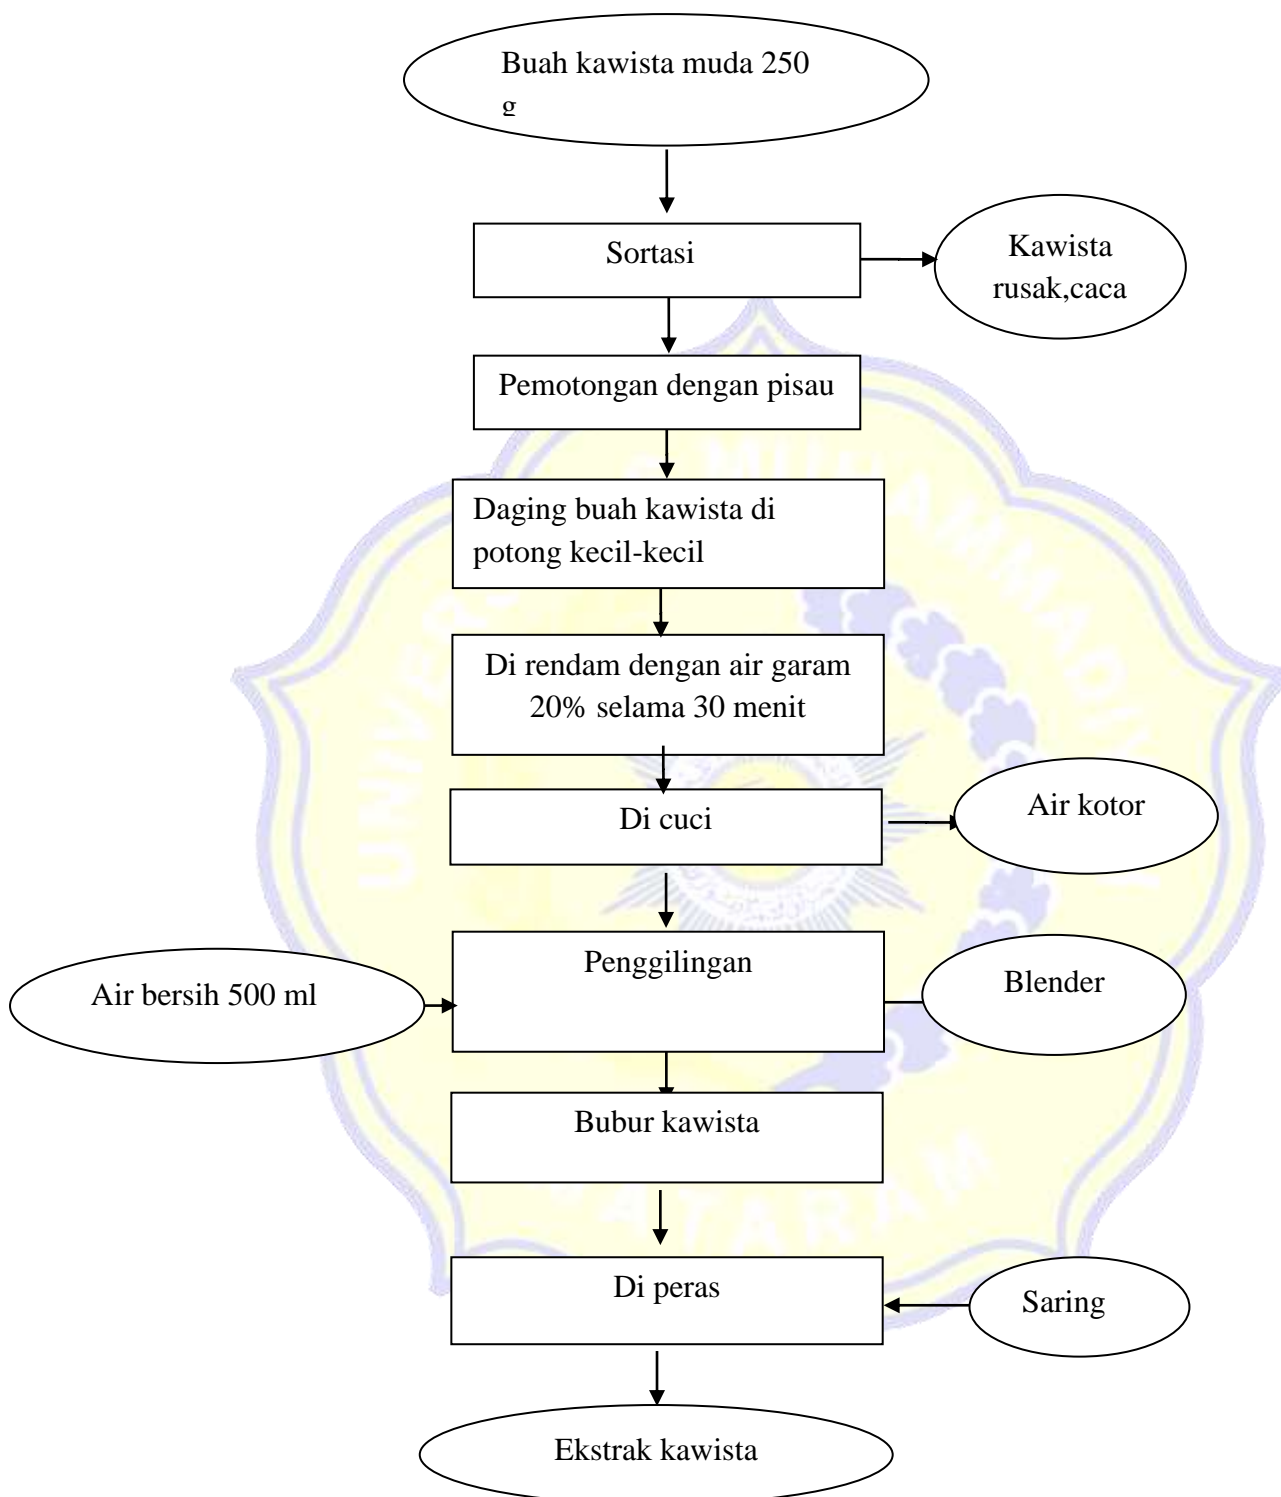 Buah kawista muda 250
g
Sortasi
Kawista
rusak,caca
Pemotongan dengan pisau
Daging buah kawista di
potong kecil-kecil
Di rendam dengan air garam
20% selama 30 menit
Di cuci
Air kotor
Penggilingan
Air bersih 500 ml
Blender
Bubur kawista
Di peras
Saring
Ekstrak kawista
MATARAM